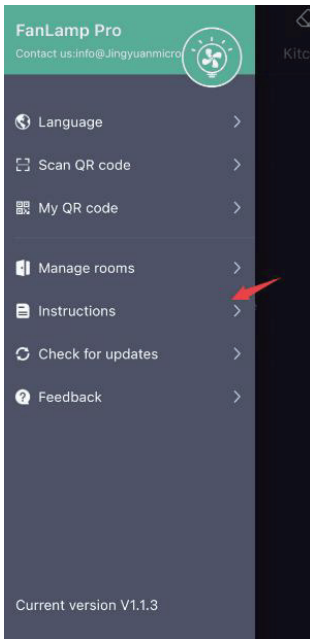 FanLamp Pro
Contact us:info@Jingyuanmicro
Kitc
Language
Scan QR code
My QR code
Manage rooms
Instructions
Check for updates
Feedback
Current version V1.1.3